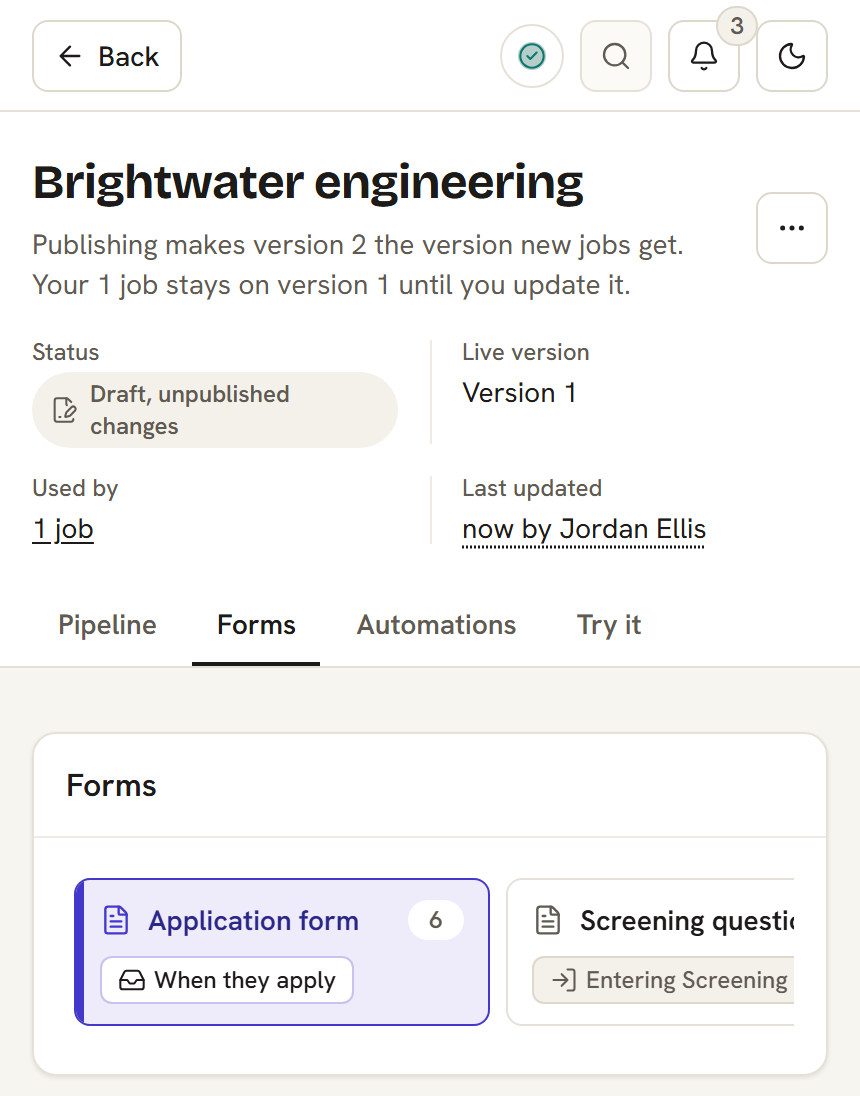 Back
3
Brightwater engineering
Publishing makes version 2 the version new jobs get.
Your 1 job stays on version 1 until you update it.
Status
Draft, unpublished
changes
Live version
Version 1
Used by
1 job
Last updated
now by Jordan Ellis
Pipeline
Forms
Automations
Try it
Forms
Application form
6
When they apply
Screening
Entering Screening